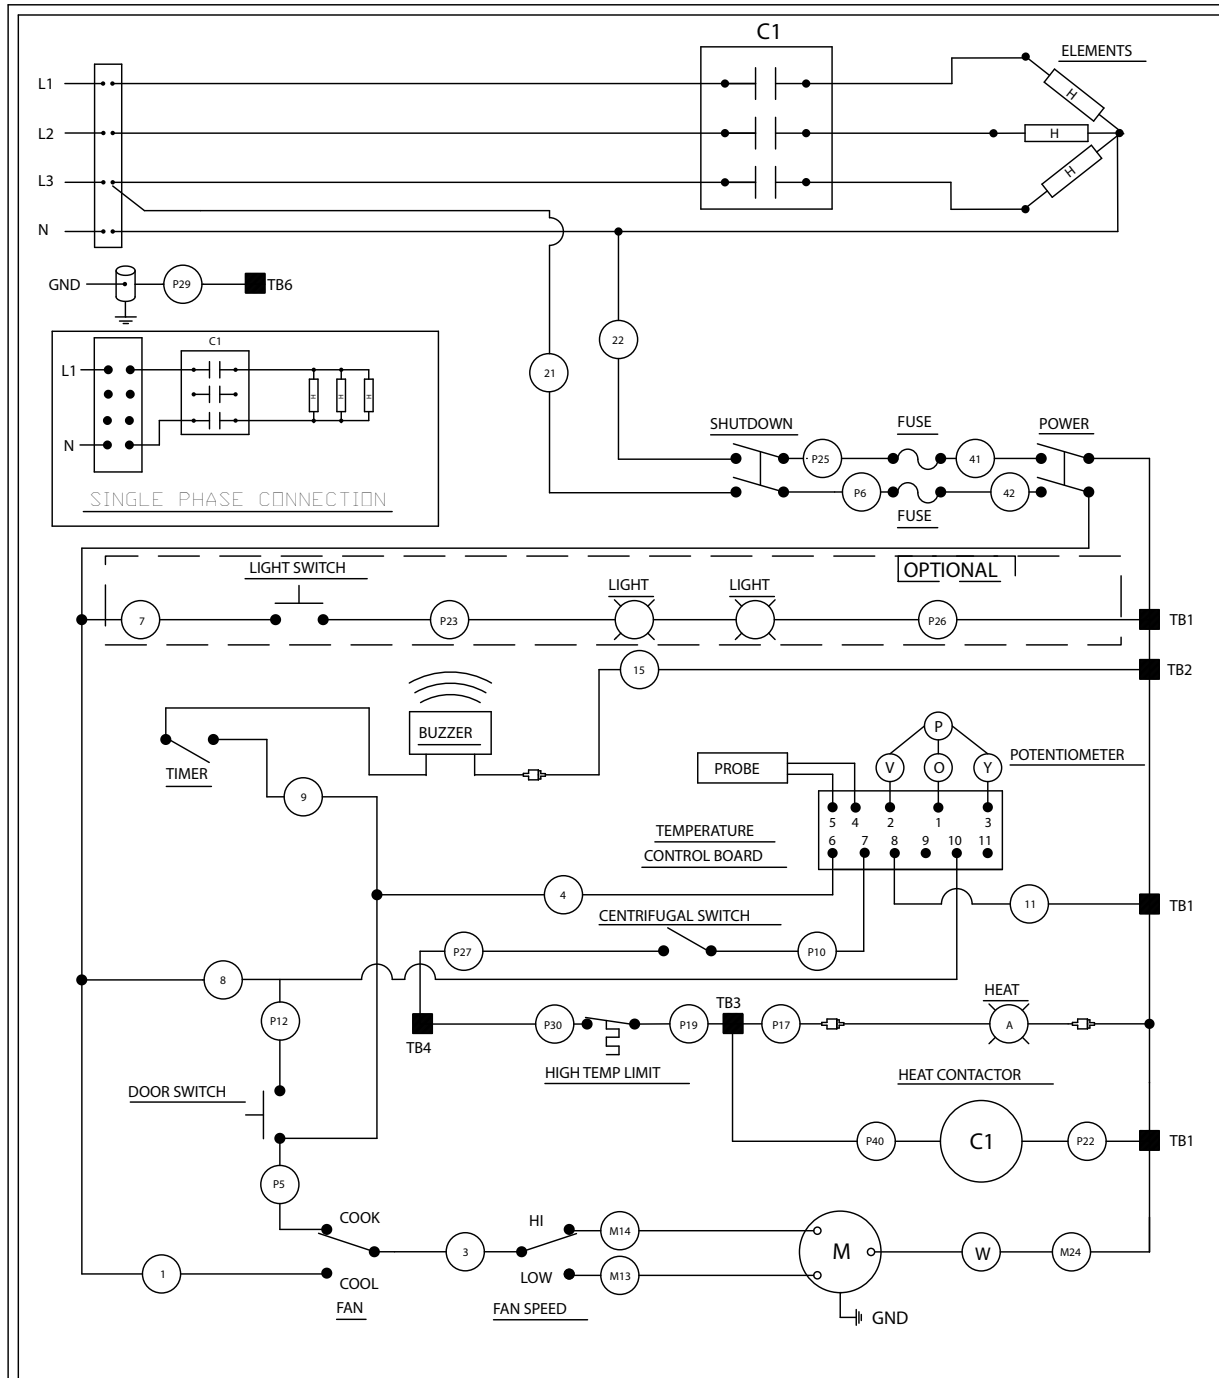 C1
ELEMENTS
L1
H
L2
H
L3
H
N
GND
P29
TB6
C1
L1
H
H
H
N
SINGLE PHASE CONNECTION
22
21
SHUTDOWN
FUSE
POWER
P25
41
P6
42
FUSE
OPTIONAL
LIGHT SWITCH
LIGHT
LIGHT
7
P23
P26
TB1
15
TB2
BUZZER
TIMER
9
P
V
O
Y
POTENTIOMETER
PROBE
5 4 2 1 3
6 7 8 9 10 11
TEMPERATURE
CONTROL BOARD
4
11
TB1
CENTRIFUGAL SWITCH
P27
P10
8
P12
HEAT
TB3
TB4
P30
P19
P17
A
HIGH TEMP LIMIT
HEAT CONTACTOR
DOOR SWITCH
P40
C1
P22
TB1
P5
COOK
HI
M14
1
3
M
W
M24
COOL
LOW
M13
FAN
FAN SPEED
GND